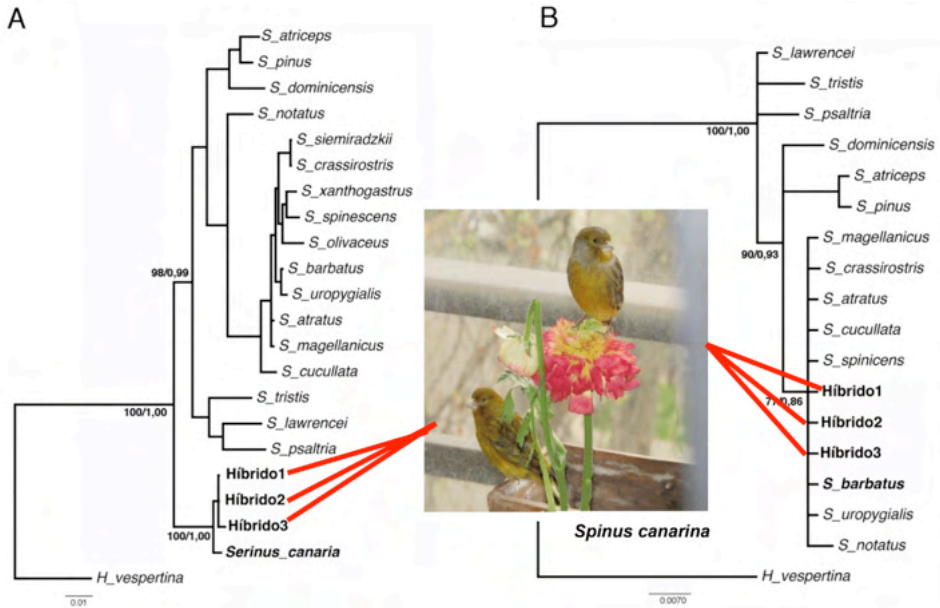 A
S_atriceps
S_pinus
S_dominicensis
S_notatus
S_siemiradzkii
S_crassirostris
S_xanthogastrus
S_spinescens
S_olivaceus
98/0,99
S_barbatus
S_uropygialis
S_atratus
S_magellanicus
S_cucullata
S_tristis
100/1,00
S_lawrencei
S_psaltria
Híbrido1
Híbrido2
Híbrido3
100/1,00
Serinus_canaria
H_vespertina
0.01
B
S_lawrencei
S_tristis
S_psaltria
100/1,00
S_dominicensis
S_atriceps
S_pinus
S_magellanicus
90/0,93
S_crassirostris
S_atratus
S_cucullata
S_spinicens
Híbrido1
77/0,86
Híbrido2
Híbrido3
S_barbatus
S_uropygialis
S_notatus
H_vespertina
0.0070
Spinus canarina